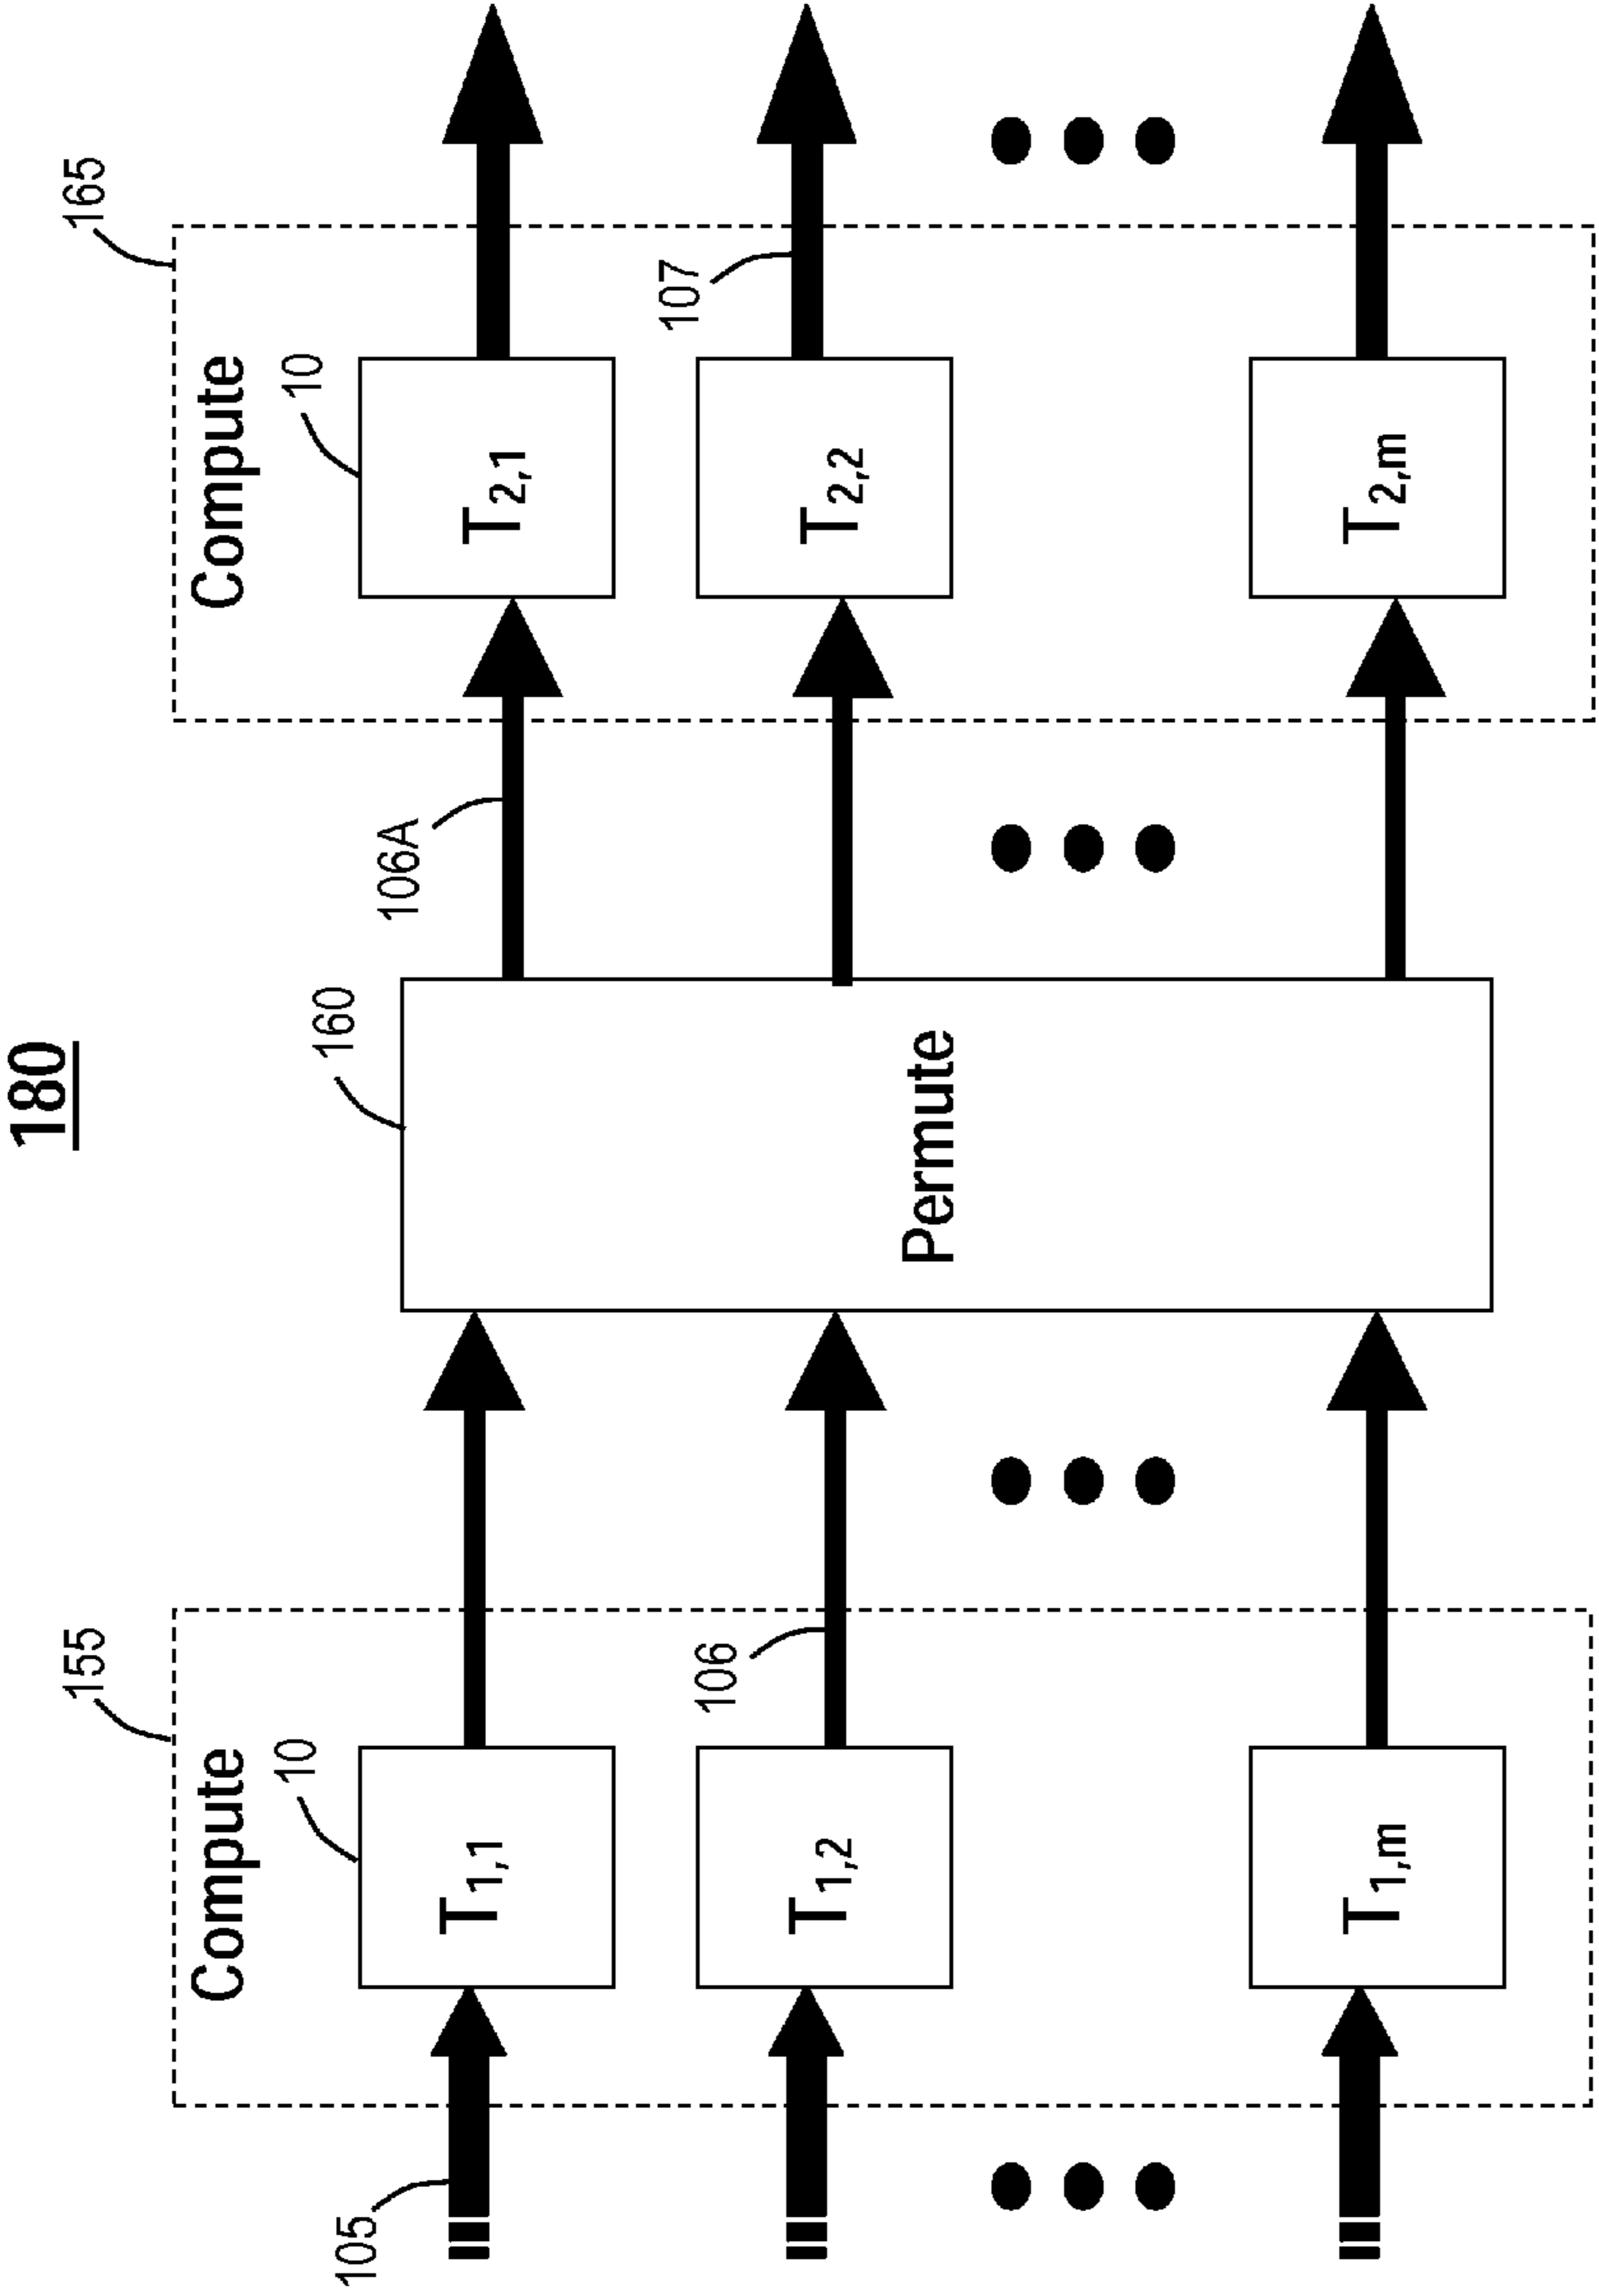 180
155
160
165
Compute
Compute
105
10
106A
10
T1,1
T2,1
106
107
T1,2
Permute
T2,2
T1,m
T2,m